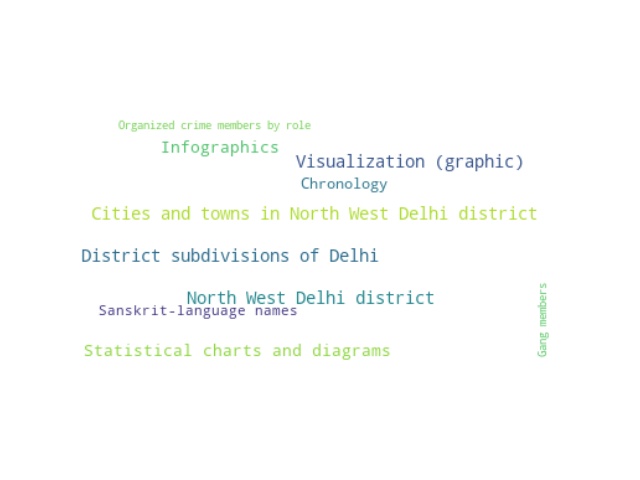 Organized crime members by role
Infographics
Visualization (graphic)
Chronology
Cities and towns in North West Delhi district
District subdivisions of Delhi
North West Delhi district
Sanskrit-language names
Gang members
Statistical charts and diagrams